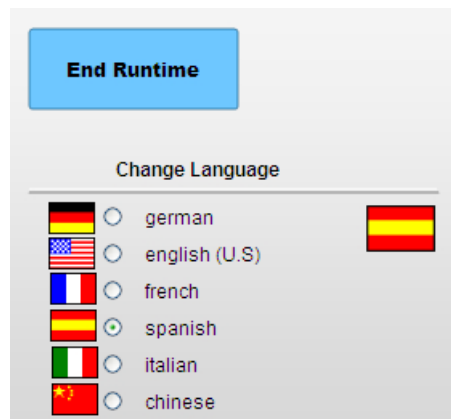 End Runtime
Change Language
german
english (U.S)
french
spanish
italian
chinese